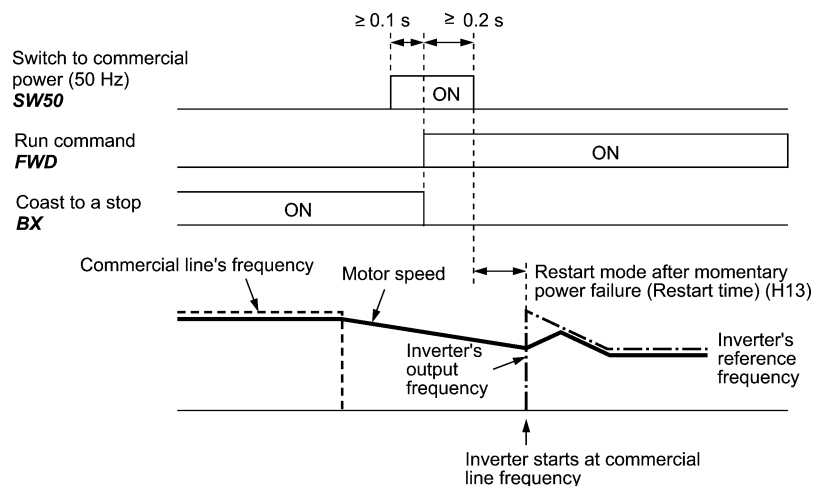 ≥ 0.1 s
≥ 0.2 s
Switch to commercial
power (50 Hz)
SW50
ON
Run command
FWD
ON
Coast to a stop
BX
ON
Commercial line's frequency
Motor speed
Restart mode after momentary
power failure (Restart time) (H13)
Inverter's
output
frequency
Inverter's
reference
frequency
Inverter starts at commercial
line frequency